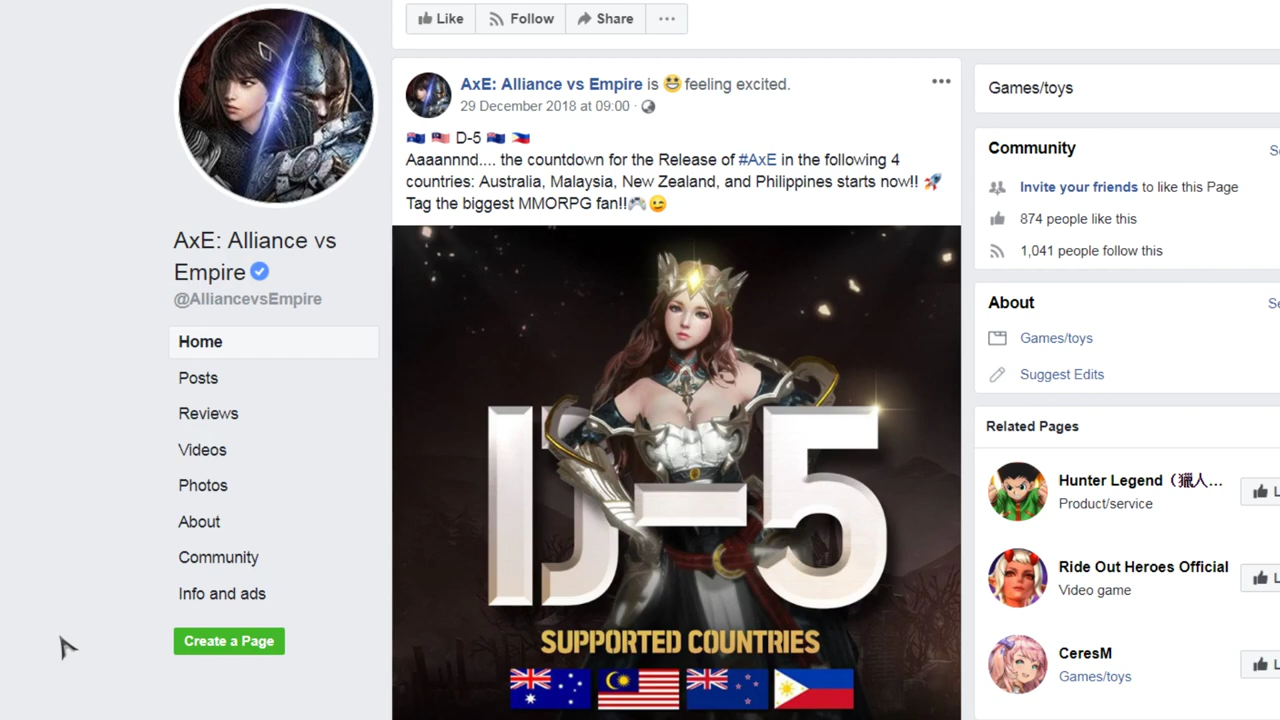 Like
Follow
Share
AxE: Alliance vs Empire is 😀 feeling excited.
29 December 2018 at 09:00 ·
🇦🇺 🇲🇾 D-5 🇳🇿 🇵🇭
Aaaannnd.... the countdown for the Release of #AxE in the following 4
countries: Australia, Malaysia, New Zealand, and Philippines starts now!! 🚀
Tag the biggest MMORPG fan!!🎮😉
D-5
SUPPORTED COUNTRIES
AxE: Alliance vs
Empire
@AlliancevsEmpire
Home
Posts
Reviews
Videos
Photos
About
Community
Info and ads
Create a Page
Games/toys
Community
Invite your friends to like this Page
874 people like this
1,041 people follow this
About
Games/toys
Suggest Edits
Related Pages
Hunter Legend（獵人...
Product/service
Ride Out Heroes Official
Video game
CeresM
Games/toys